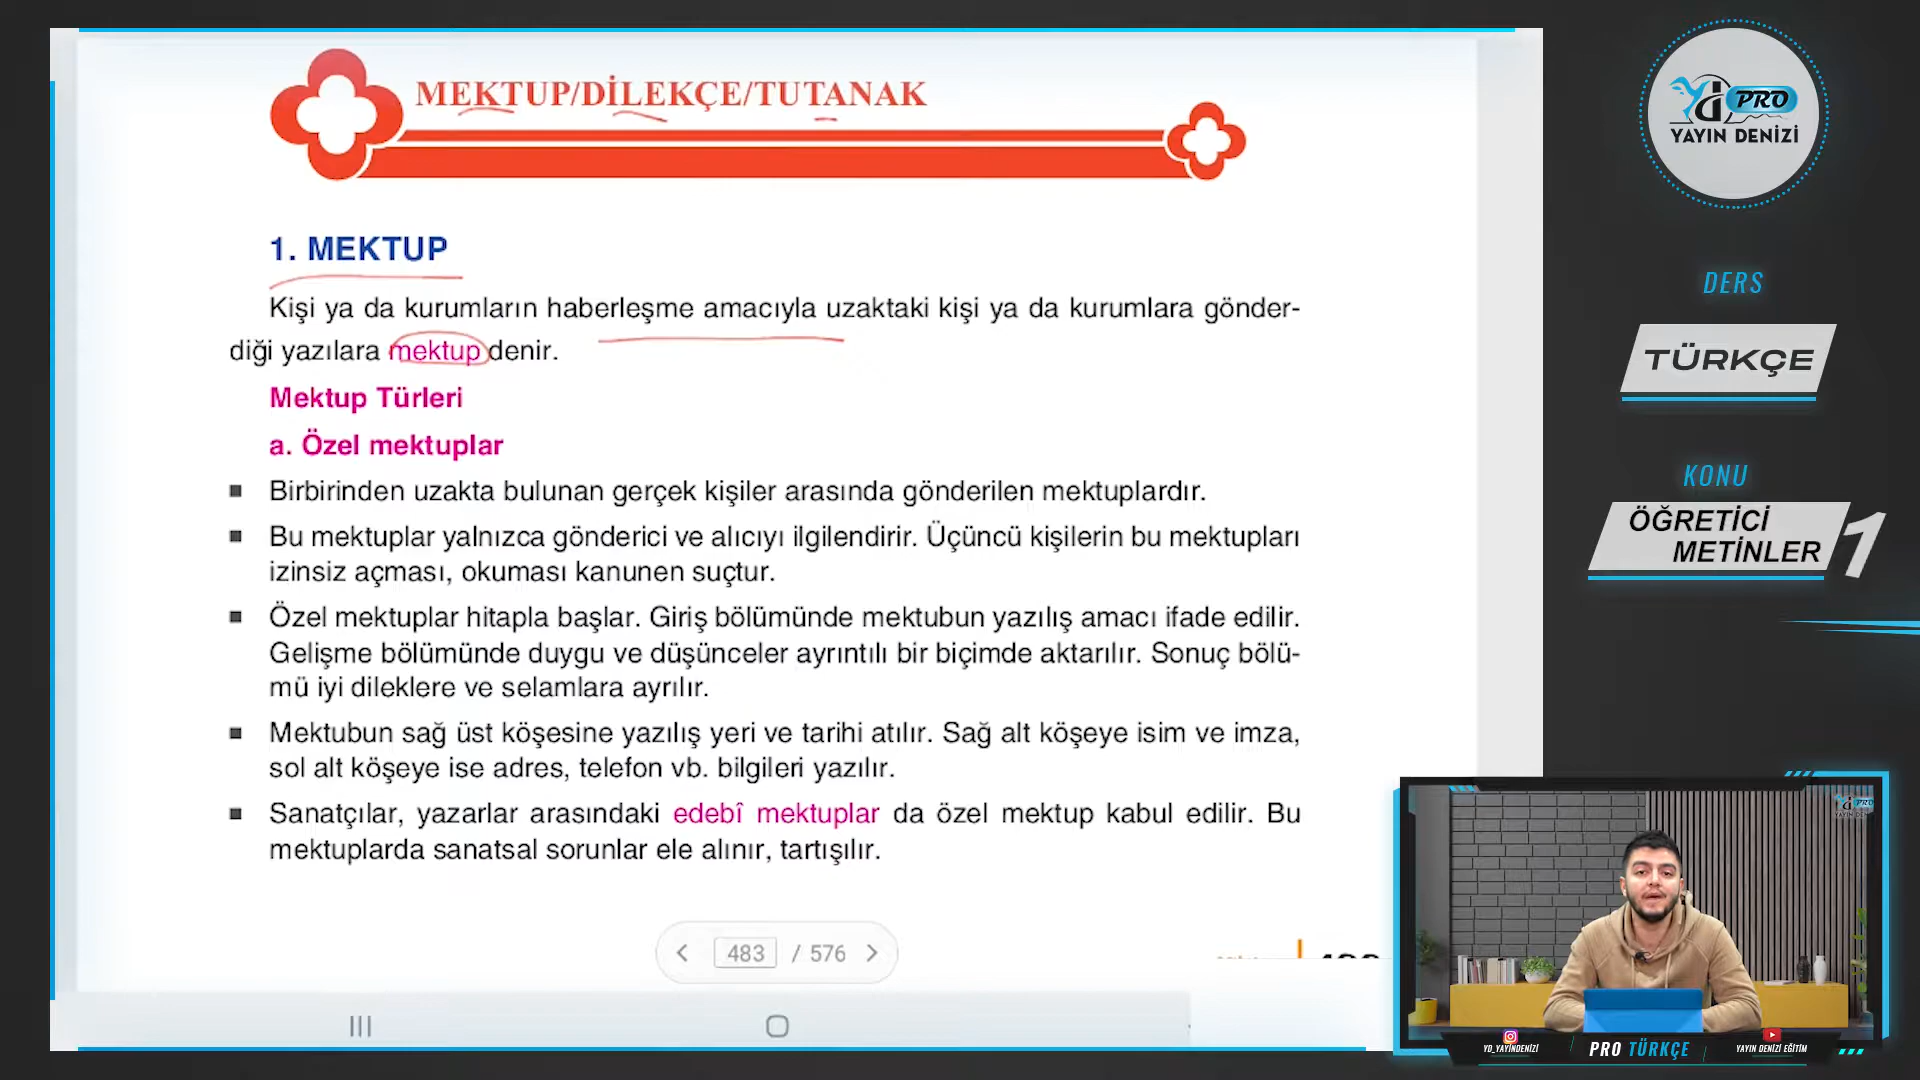 MEKTUP/DİLEKÇE/TUTANAK
1. MEKTUP
Kişi ya da kurumların haberleşme amacıyla uzaktaki kişi ya da kurumlara gönder-
diği yazılara mektup denir.
Mektup Türleri
a. Özel mektuplar
Birbirinden uzakta bulunan gerçek kişiler arasında gönderilen mektuplardır.
Bu mektuplar yalnızca gönderici ve alıcıyı ilgilendirir. Üçüncü kişilerin bu mektupları
izinsiz açması, okuması kanunen suçtur.
Özel mektuplar hitapla başlar. Giriş bölümünde mektubun yazılış amacı ifade edilir.
Gelişme bölümünde duygu ve düşünceler ayrıntılı bir biçimde aktarılır. Sonuç bölü-
mü iyi dileklere ve selamlara ayrılır.
Mektubun sağ üst köşesine yazılış yeri ve tarihi atılır. Sağ alt köşeye isim ve imza,
sol alt köşeye ise adres, telefon vb. bilgileri yazılır.
Sanatçılar, yazarlar arasındaki edebî mektuplar da özel mektup kabul edilir. Bu
mektuplarda sanatsal sorunlar ele alınır, tartışılır.
483 / 576
yd PRO
YAYIN DENİZİ
DERS
TÜRKÇE
KONU
ÖĞRETİCİ
METİNLER 1
YD_YAYINDENIZI
PRO TÜRKÇE
YAYIN DENİZİ EĞİTİM